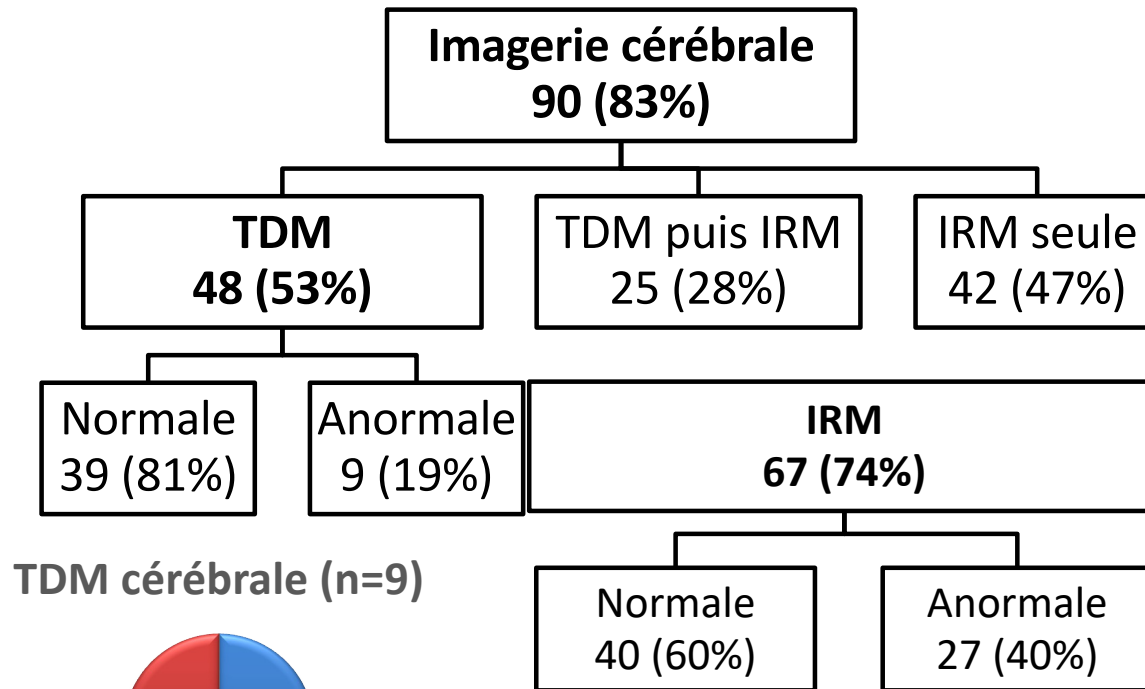 Imagerie cérébrale
90 (83%)
TDM
48 (53%)
TDM puis IRM
25 (28%)
IRM seule
42 (47%)
Normale
39 (81%)
Anormale
9 (19%)
IRM
67 (74%)
Normale
40 (60%)
Anormale
27 (40%)
TDM cérébrale (n=9)